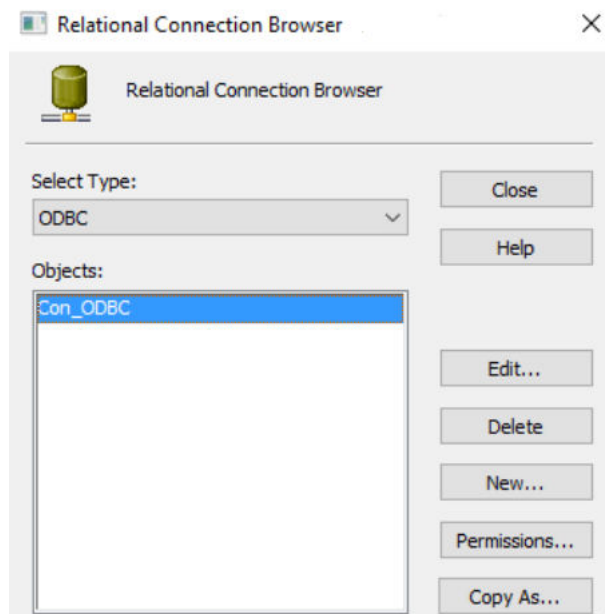 Relational Connection Browser
Relational Connection Browser
Select Type:
ODBC
Close
Help
Objects:
Con_ODBC
Edit...
Delete
New...
Permissions...
Copy As...